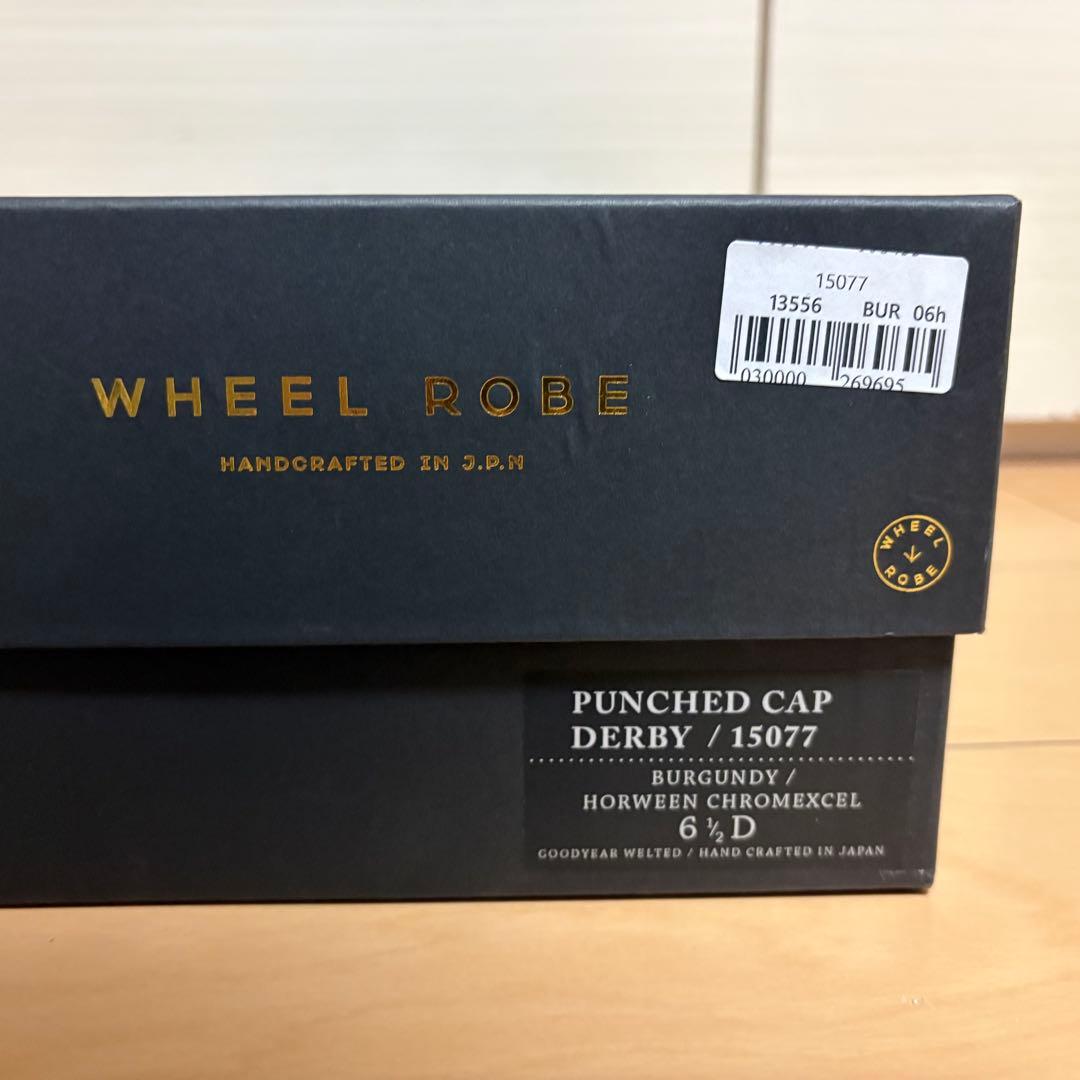 15077
13556 BUR 06h
030000 269695
WHEEL ROBE
HANDCRAFTED IN J.P.N
WHEEL
ROBE
PUNCHED CAP
DERBY / 15077
BURGUNDY /
HORWEEN CHROMEXCEL
6 ½ D
GOODYEAR WELTED / HAND CRAFTED IN JAPAN